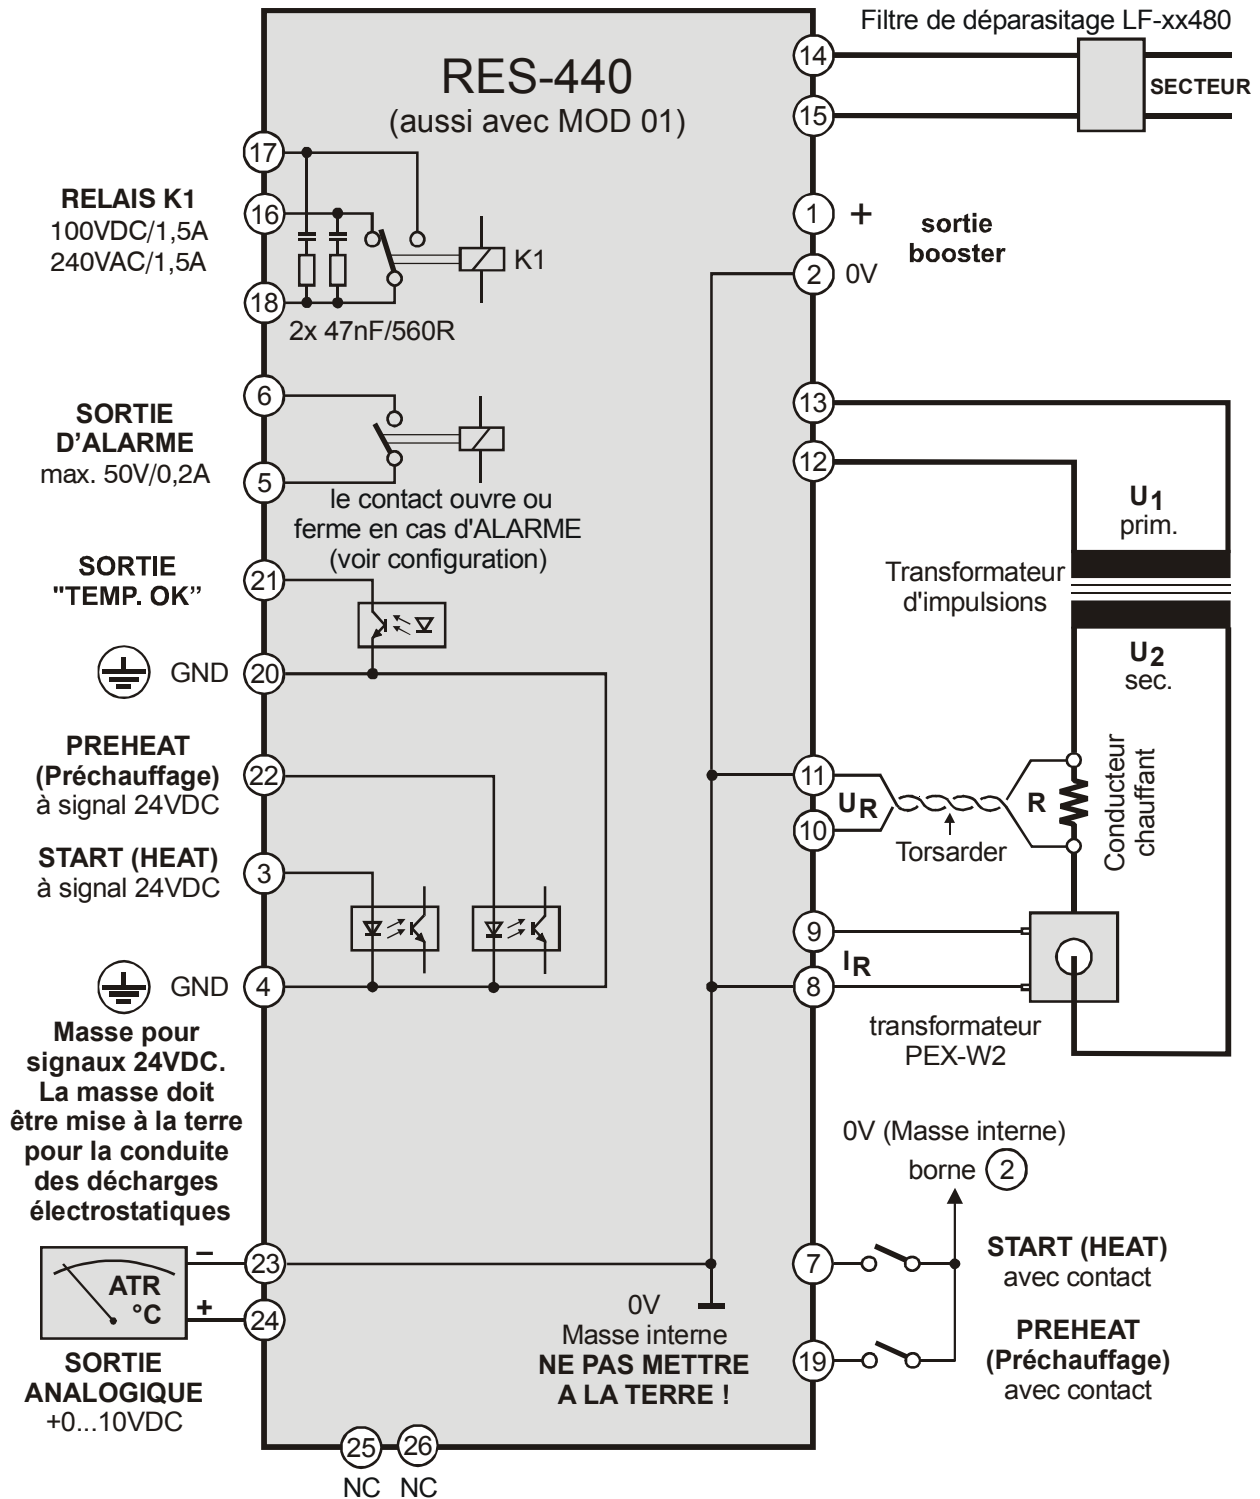 Filtre de déparasitage LF-xx480
RES-440
(aussi avec MOD 01)
14
15
SECTEUR
17
RELAIS K1
100VDC/1,5A
240VAC/1,5A
16
18
K1
2x 47nF/560R
1
+
2
0V
sortie
booster
6
SORTIE
D’ALARME
max. 50V/0,2A
5
le contact ouvre ou
ferme en cas d'ALARME
(voir configuration)
13
12
U1
prim.
Transformateur
d'impulsions
U2
sec.
SORTIE
"TEMP. OK”
21
GND
20
PREHEAT
(Préchauffage)
à signal 24VDC
22
START (HEAT)
à signal 24VDC
3
GND
4
Masse pour
signaux 24VDC.
La masse doit
être mise à la terre
pour la conduite
des décharges
électrostatiques
11
UR
10
Torsarder
R
Conducteur
chauffant
9
IR
8
transformateur
PEX-W2
0V (Masse interne)
borne 2
7
START (HEAT)
avec contact
19
PREHEAT
(Préchauffage)
avec contact
ATR
°C
–
23
+
24
SORTIE
ANALOGIQUE
+0...10VDC
0V
Masse interne
NE PAS METTRE
A LA TERRE !
25
26
NC
NC